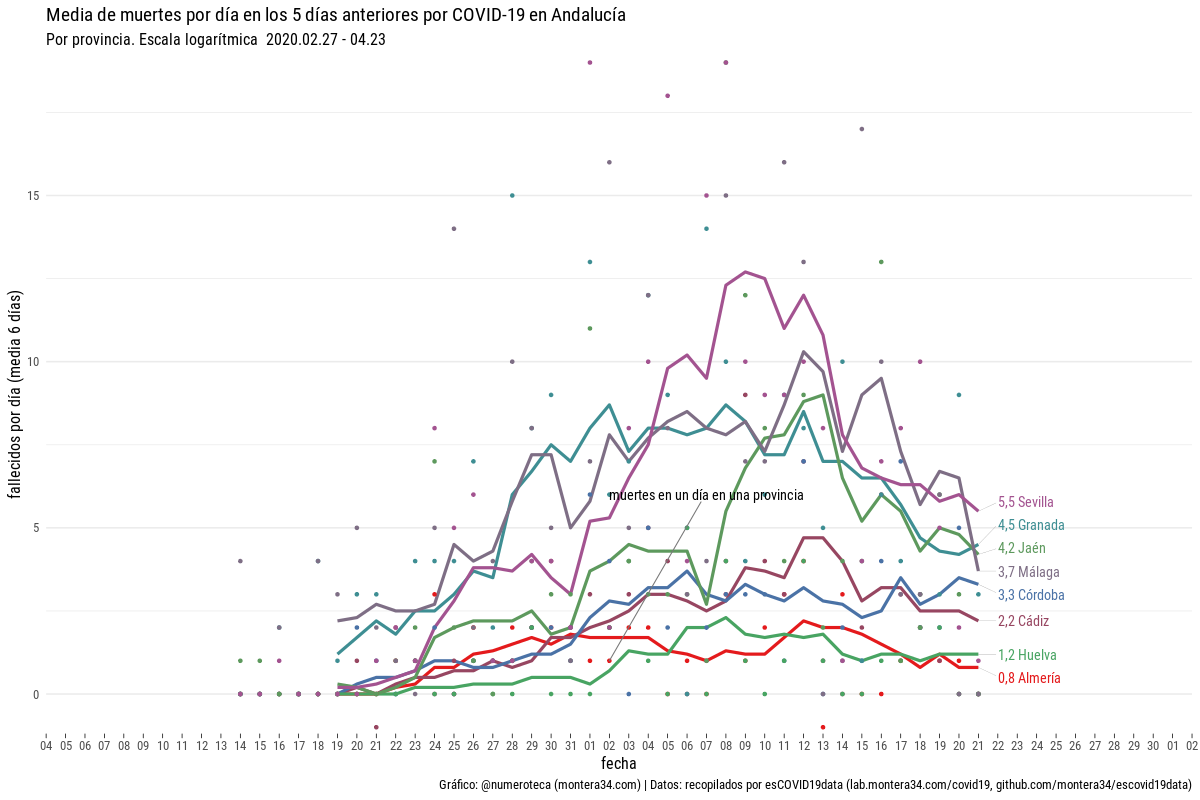 Media de muertes por día en los 5 días anteriores por COVID-19 en Andalucía
Por provincia. Escala logarítmica 2020.02.27 - 04.23
fallecidos por día (media 6 días)
15
10
5
0
muertes en un día en una provincia
5,5 Sevilla
4,5 Granada
4,2 Jaén
3,7 Málaga
3,3 Córdoba
2,2 Cádiz
1,2 Huelva
0,8 Almería
04 05 06 07 08 09 10 11 12 13 14 15 16 17 18 19 20 21 22 23 24 25 26 27 28 29 30 31 01 02 03 04 05 06 07 08 09 10 11 12 13 14 15 16 17 18 19 20 21 22 23 24 25 26 27 28 29 30 01 02
fecha
Gráfico: @numeroteca (montera34.com) | Datos: recopilados por esCOVID19data (lab.montera34.com/covid19, github.com/montera34/escovid19data)